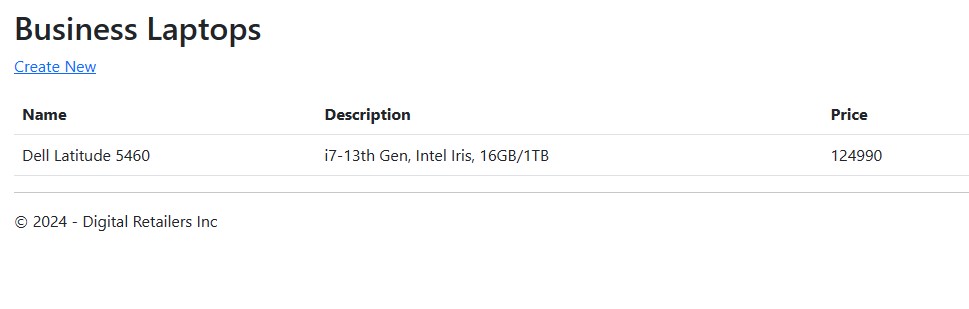 Business Laptops
Create New
Name Description Price
Dell Latitude 5460 i7-13th Gen, Intel Iris, 16GB/1TB 124990
© 2024 - Digital Retailers Inc